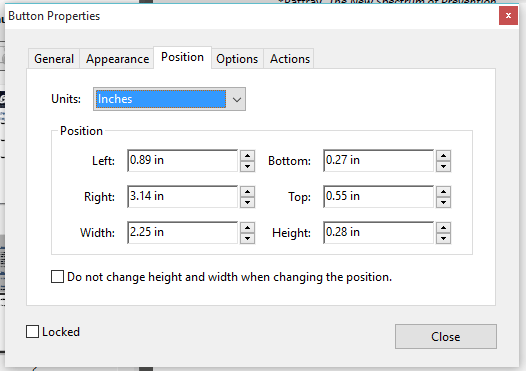 Rattray, The New Spectrum of Prevention
Button Properties
x
General Appearance Position Options Actions
Units: Inches
Position
Left: 0.89 in Bottom: 0.27 in
Right: 3.14 in Top: 0.55 in
Width: 2.25 in Height: 0.28 in
Do not change height and width when changing the position.
Locked
Close